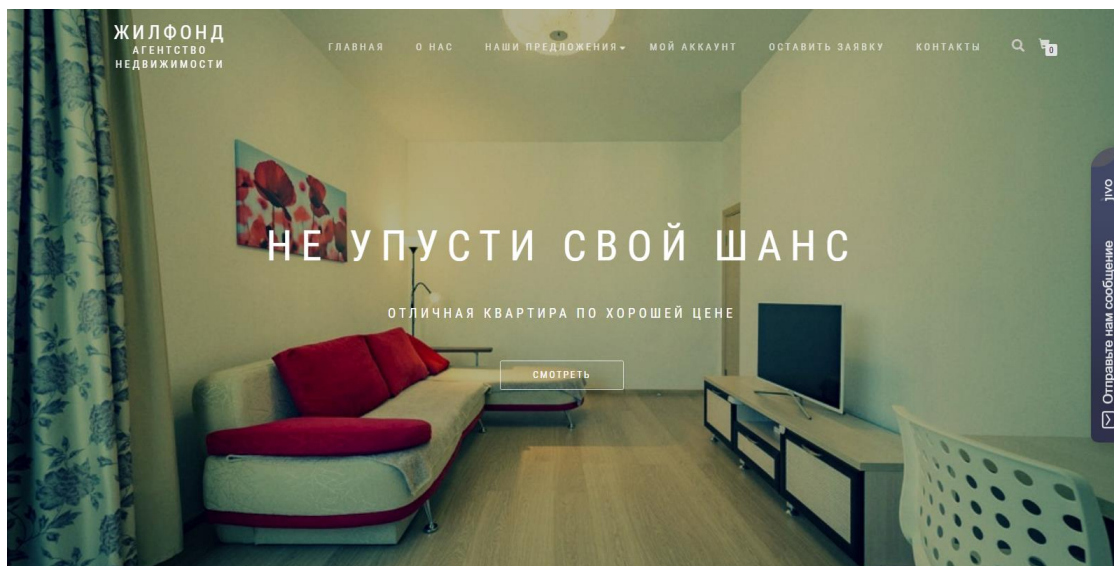 ЖИЛФОНД
АГЕНТСТВО
НЕДВИЖИМОСТИ
ГЛАВНАЯ О НАС НАШИ ПРЕДЛОЖЕНИЯ МОЙ АККАУНТ ОСТАВИТЬ ЗАЯВКУ КОНТАКТЫ 0
НЕ УПУСТИ СВОЙ ШАНС
ОТЛИЧНАЯ КВАРТИРА ПО ХОРОШЕЙ ЦЕНЕ
СМОТРЕТЬ
Отправьте нам сообщение jivo